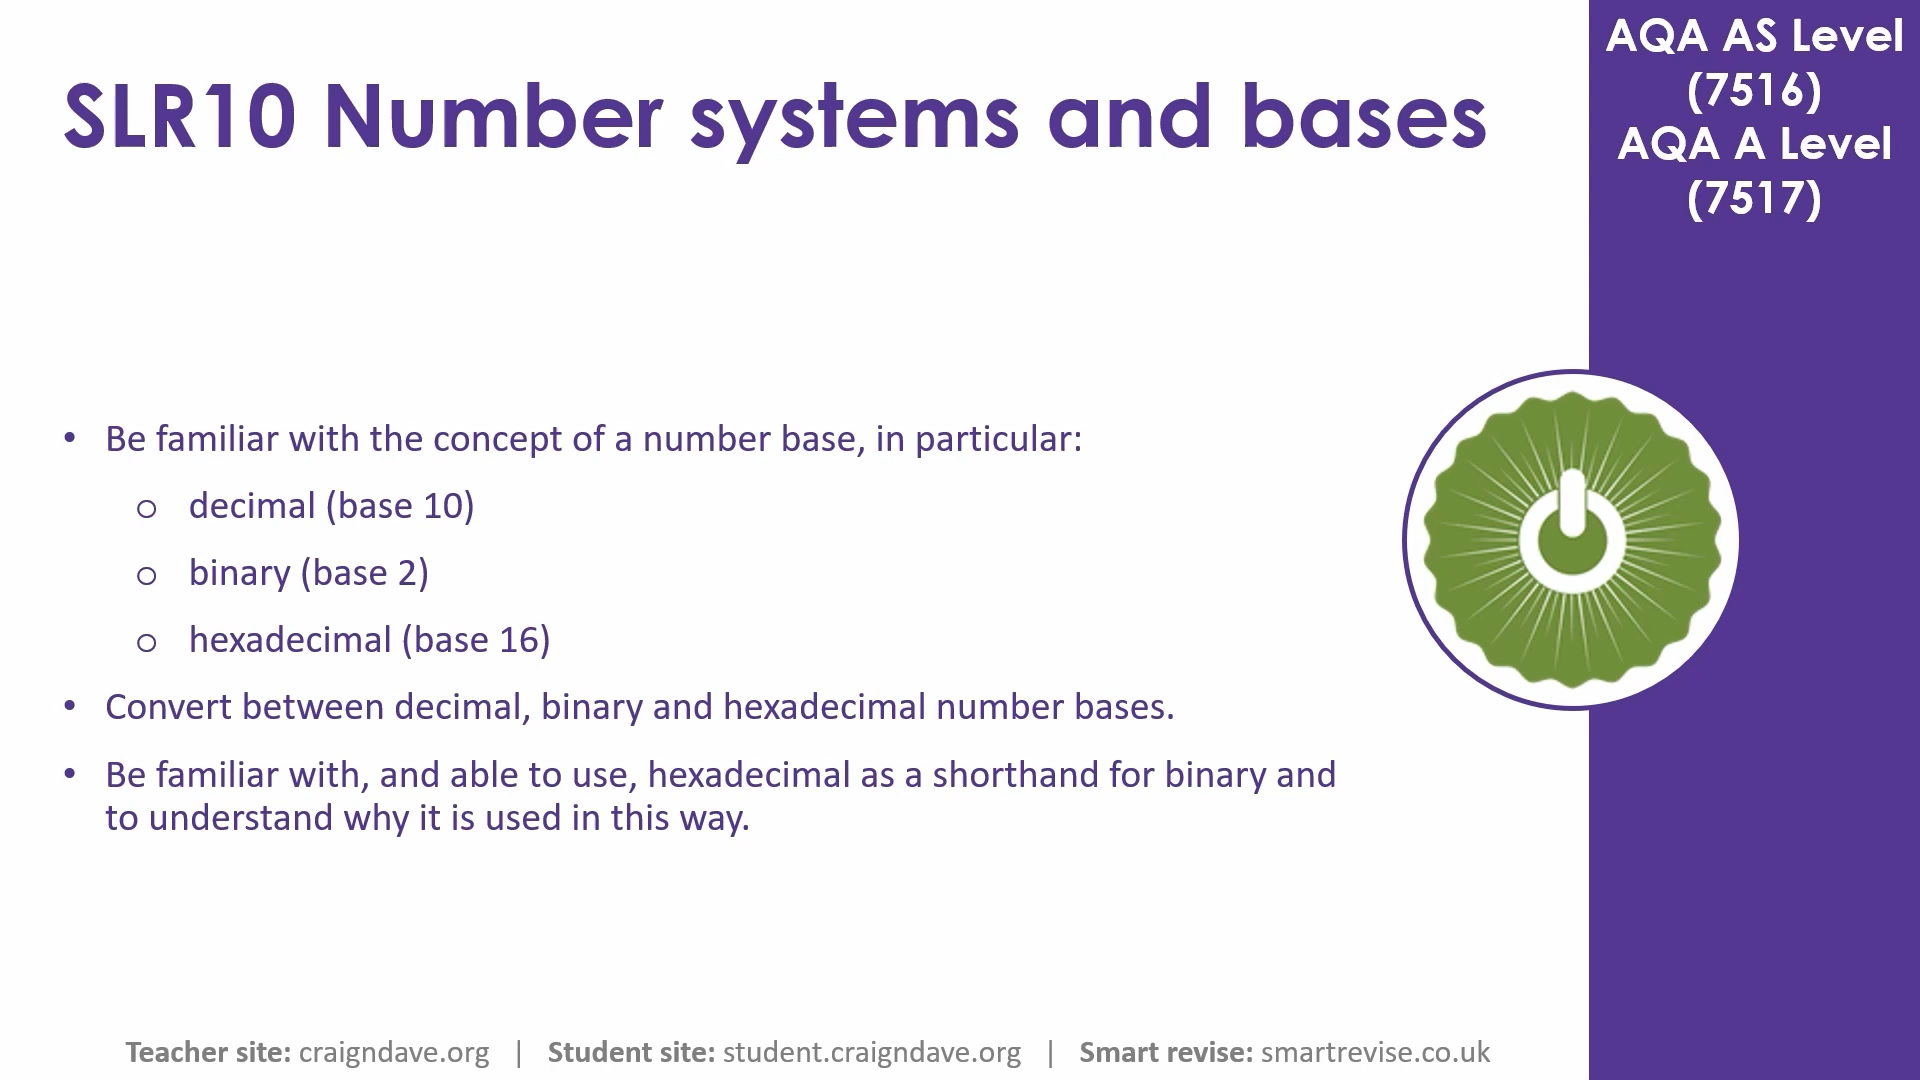 SLR10 Number systems and bases
AQA AS Level
(7516)
AQA A Level
(7517)
• Be familiar with the concept of a number base, in particular:
o decimal (base 10)
o binary (base 2)
o hexadecimal (base 16)
• Convert between decimal, binary and hexadecimal number bases.
• Be familiar with, and able to use, hexadecimal as a shorthand for binary and
to understand why it is used in this way.
Teacher site: craigndave.org | Student site: student.craigndave.org | Smart revise: smartrevise.co.uk